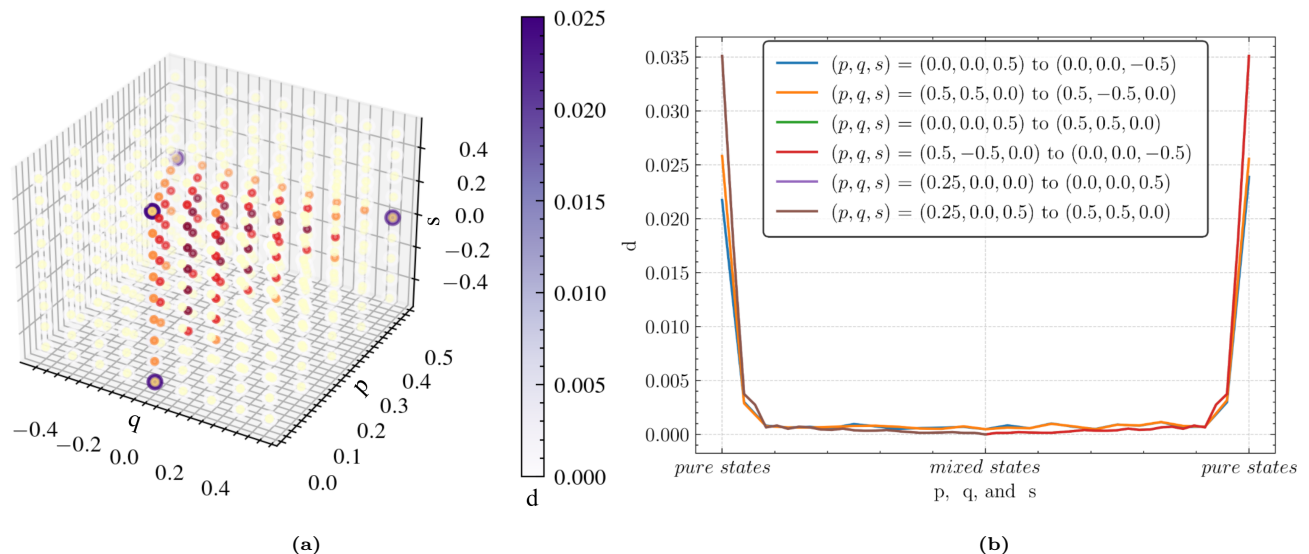 0.4
0.2
0.0
−0.2
−0.4
s
−0.4
−0.2
0.0
0.2
0.4
q
0.0
0.1
0.2
0.3
0.4
0.5
p
0.025
0.020
0.015
0.010
0.005
0.000
d
(a)
0.035
0.030
0.025
0.020
0.015
0.010
0.005
0.000
d
(p, q, s) = (0.0, 0.0, 0.5) to (0.0, 0.0, −0.5)
(p, q, s) = (0.5, 0.5, 0.0) to (0.5, −0.5, 0.0)
(p, q, s) = (0.0, 0.0, 0.5) to (0.5, 0.5, 0.0)
(p, q, s) = (0.5, −0.5, 0.0) to (0.0, 0.0, −0.5)
(p, q, s) = (0.25, 0.0, 0.0) to (0.0, 0.0, 0.5)
(p, q, s) = (0.25, 0.0, 0.5) to (0.5, 0.5, 0.0)
pure states mixed states pure states
p, q, and s
(b)